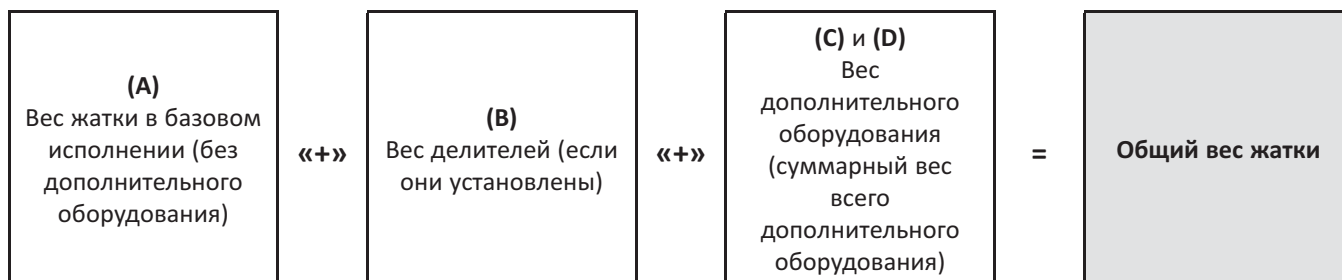 (A)
Вес жатки в базовом
исполнении (без
дополнительного
оборудования)
«+»
(B)
Вес делителей (если
они установлены)
«+»
(C) и (D)
Вес
дополнительного
оборудования
(суммарный вес
всего
дополнительного
оборудования)
=
Общий вес жатки